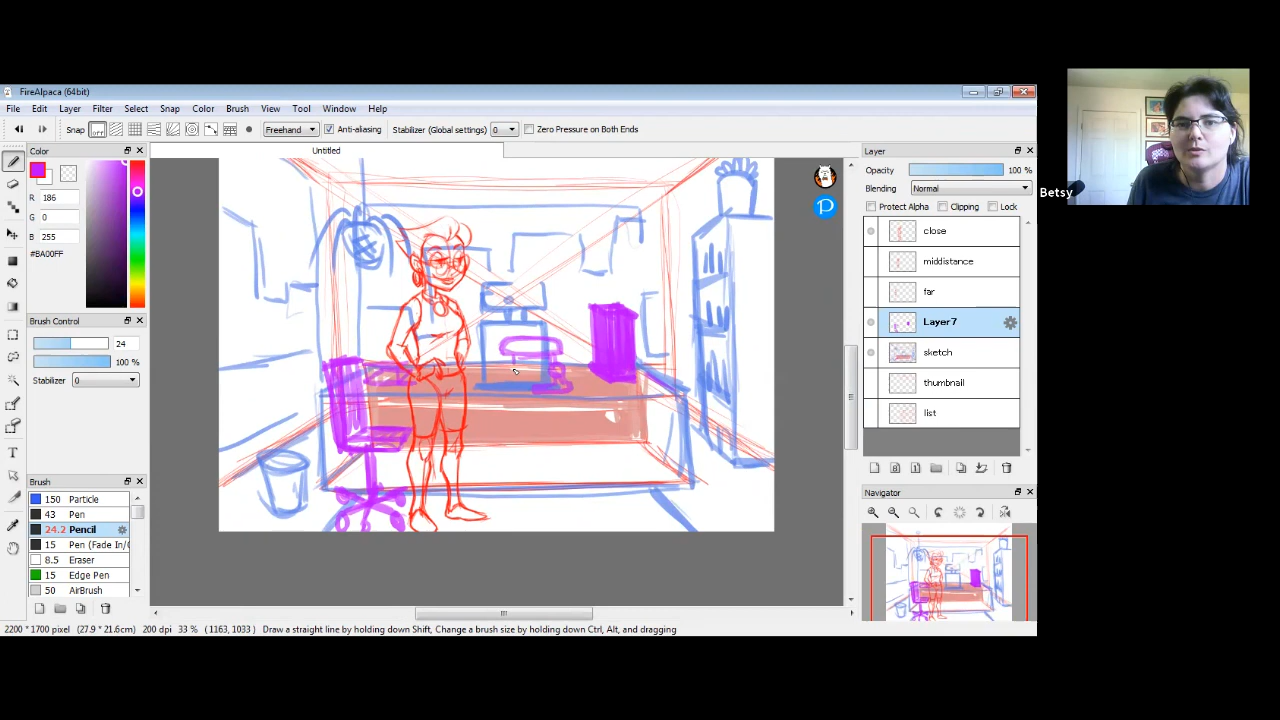 FireAlpaca (64bit)
File Edit Layer Filter Select Snap Color Brush View Tool Window Help
Snap OFF Freehand Anti-aliasing Stabilizer (Global settings) 0 Zero Pressure on Both Ends
Color
R 186
G 0
B 255
#BA00FF
Brush Control
24
100 %
Stabilizer 0
Brush
150 Particle
43 Pen
24.2 Pencil
15 Pen (Fade In/O
8.5 Eraser
15 Edge Pen
50 AirBrush
Untitled
P
Layer
Opacity 100 %
Blending Normal
Protect Alpha Clipping Lock
close
middistance
far
Layer7
sketch
thumbnail
list
Navigator
2200 * 1700 pixel (27.9 * 21.6cm) 200 dpi 33 % (1163, 1033) Draw a straight line by holding down Shift, Change a brush size by holding down Ctrl, Alt, and dragging
Betsy